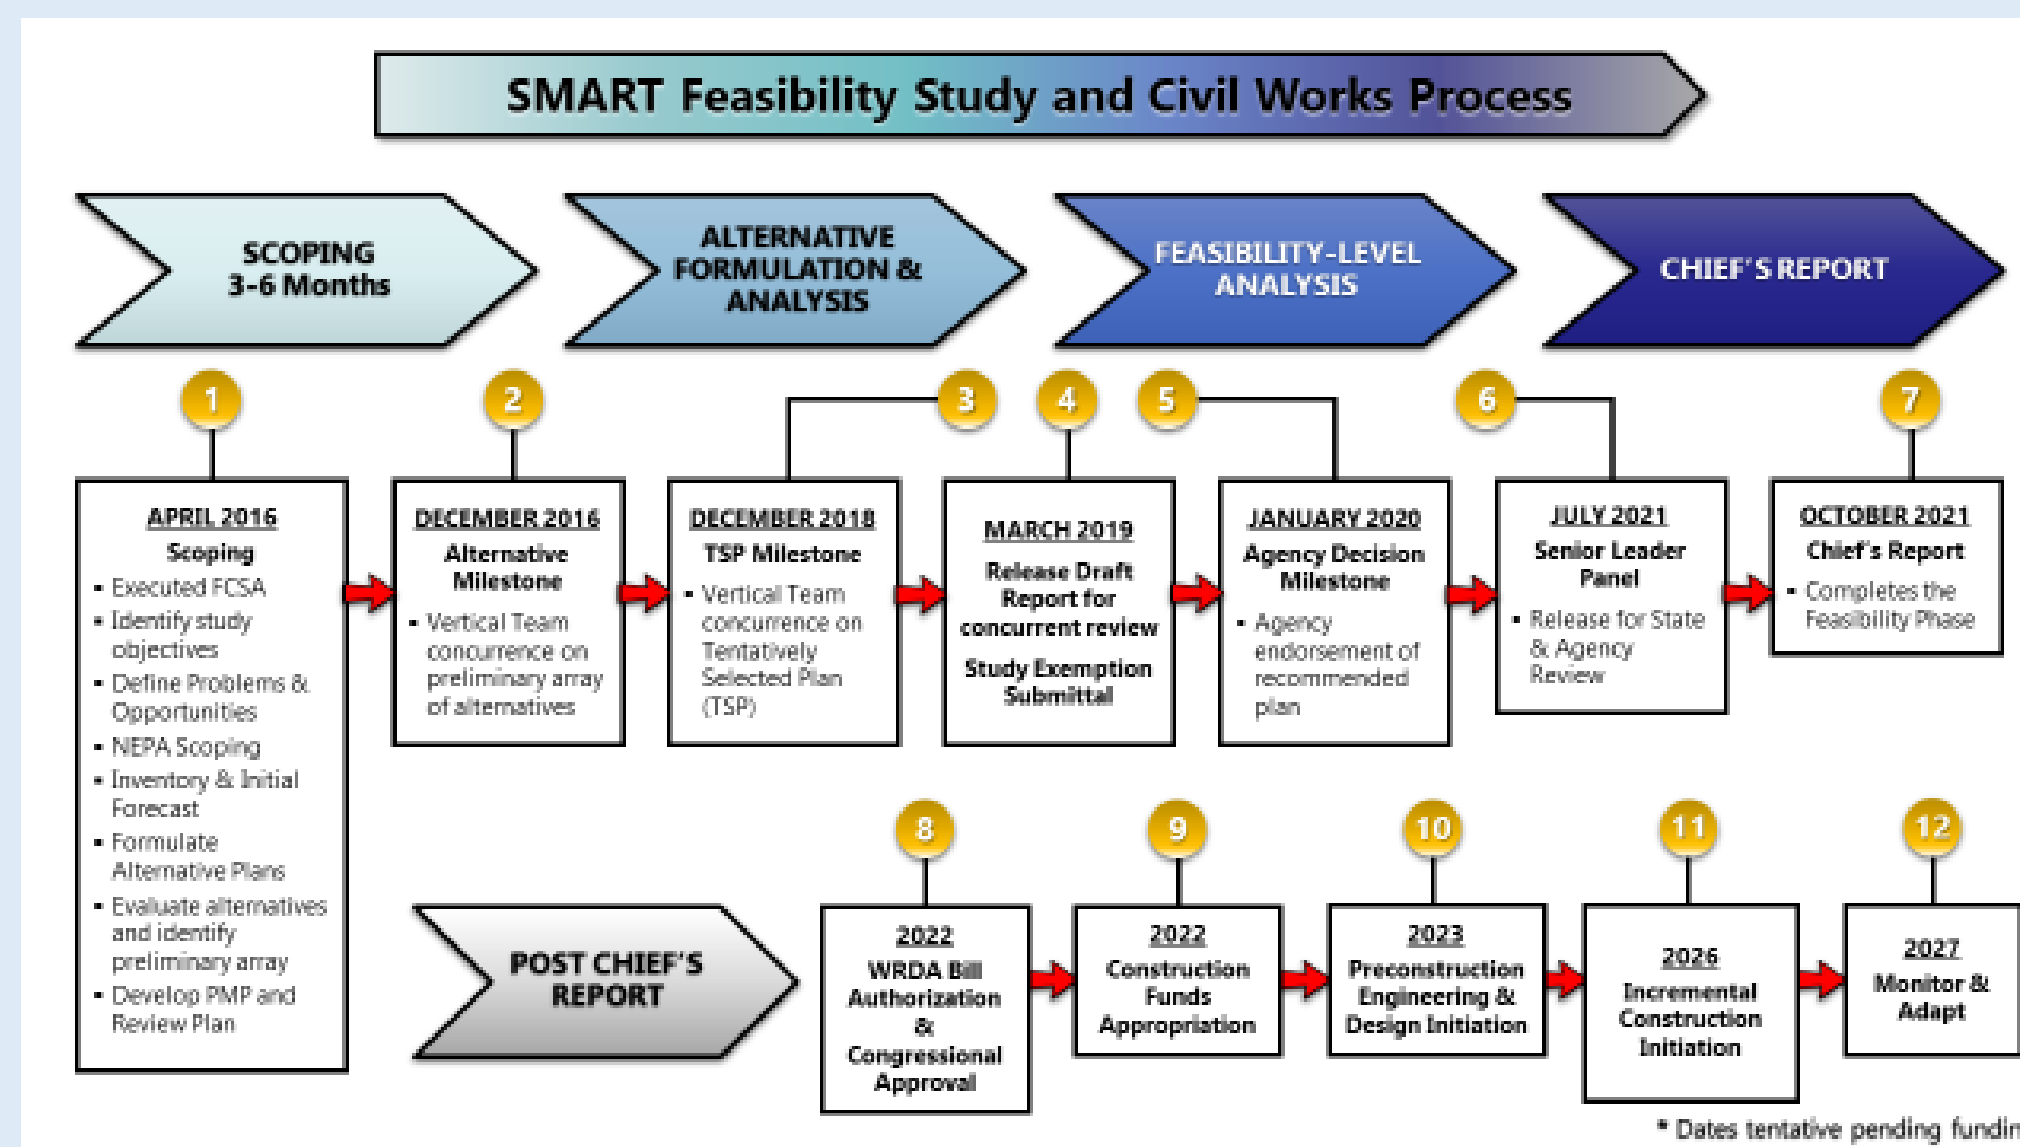 SMART Feasibility Study and Civil Works Process
SCOPING
3-6 Months
ALTERNATIVE
FORMULATION &
ANALYSIS
FEASIBILITY-LEVEL
ANALYSIS
CHIEF'S REPORT
1
2
3
4
5
6
7
APRIL 2016
Scoping
▪ Executed FCSA
▪ Identify study
objectives
▪ Define Problems &
Opportunities
▪ NEPA Scoping
▪ Inventory & Initial
Forecast
▪ Formulate
Alternative Plans
▪ Evaluate alternatives
and identify
preliminary array
▪ Develop PMP and
Review Plan
DECEMBER 2016
Alternative
Milestone
▪ Vertical Team
concurrence on
preliminary array
of alternatives
DECEMBER 2018
TSP Milestone
▪ Vertical Team
concurrence on
Tentatively
Selected Plan
(TSP)
MARCH 2019
Release Draft
Report for
concurrent review
Study Exemption
Submittal
JANUARY 2020
Agency Decision
Milestone
▪ Agency
endorsement of
recommended
plan
JULY 2021
Senior Leader
Panel
▪ Release for State
& Agency
Review
OCTOBER 2021
Chief's Report
▪ Completes the
Feasibility Phase
POST CHIEF'S
REPORT
8
9
10
11
12
2022
WRDA Bill
Authorization
&
Congressional
Approval
2022
Construction
Funds
Appropriation
2023
Preconstruction
Engineering &
Design Initiation
2026
Incremental
Construction
Initiation
2027
Monitor &
Adapt
* Dates tentative pending fundin